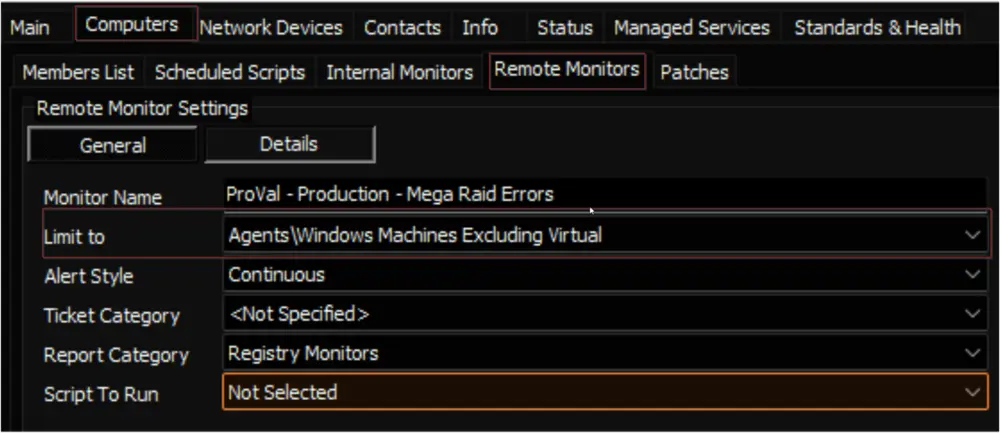 Main Computers Network Devices Contacts Info Status Managed Services Standards & Health
Members List Scheduled Scripts Internal Monitors Remote Monitors Patches
Remote Monitor Settings
General Details
Monitor Name ProVal - Production - Mega Raid Errors
Limit to Agents\Windows Machines Excluding Virtual
Alert Style Continuous
Ticket Category <Not Specified>
Report Category Registry Monitors
Script To Run Not Selected